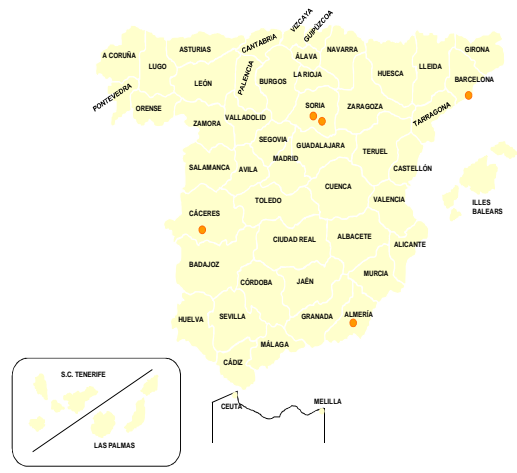 VIZCAYA
GUIPÚZCOA
CANTABRIA
ASTURIAS
A CORUÑA
LUGO
ÁLAVA
NAVARRA
GIRONA
LEÓN
PALENCIA
BURGOS
LA RIOJA
HUESCA
LLEIDA
BARCELONA
PONTEVEDRA
ORENSE
ZAMORA
VALLADOLID
SORIA
ZARAGOZA
TARRAGONA
SEGOVIA
GUADALAJARA
TERUEL
SALAMANCA
AVILA
MADRID
CASTELLÓN
CÁCERES
TOLEDO
CUENCA
VALENCIA
ILLES
BALEARS
CIUDAD REAL
ALBACETE
ALICANTE
BADAJOZ
CÓRDOBA
JAÉN
MURCIA
HUELVA
SEVILLA
GRANADA
ALMERÍA
MÁLAGA
CÁDIZ
S.C. TENERIFE
LAS PALMAS
CEUTA
MELILLA